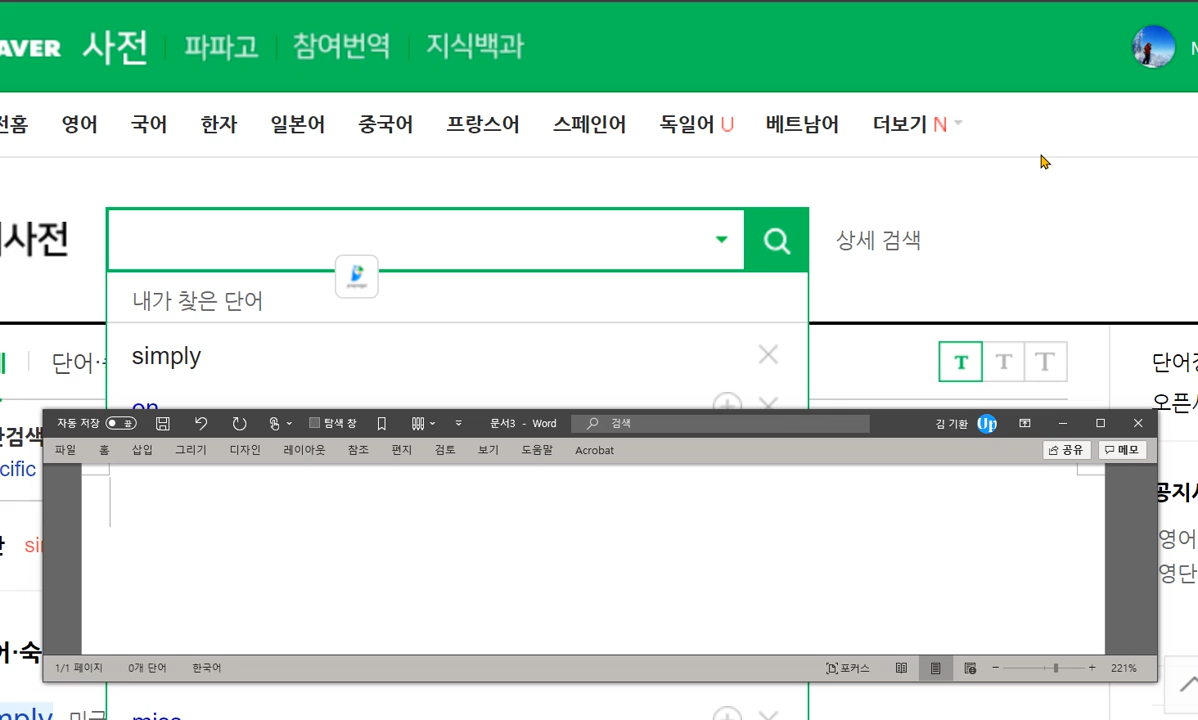 AVER 사전 파파고 참여번역 지식백과
전홈 영어 국어 한자 일본어 중국어 프랑스어 스페인어 독일어 U 베트남어 더보기 N
사전 상세 검색
내가 찾은 단어
simply
단어· T T T 단어장
on 오픈사
한검색
cific
자동 저장 탐색 창 문서3 - Word 검색 김 기환 Up
파일 홈 삽입 그리기 디자인 레이아웃 참조 편지 검토 보기 도움말 Acrobat 공유 메모
공지사
영어
영단
1/1 페이지 0개 단어 한국어 포커스 221%
어·숙
mply 미국
miss